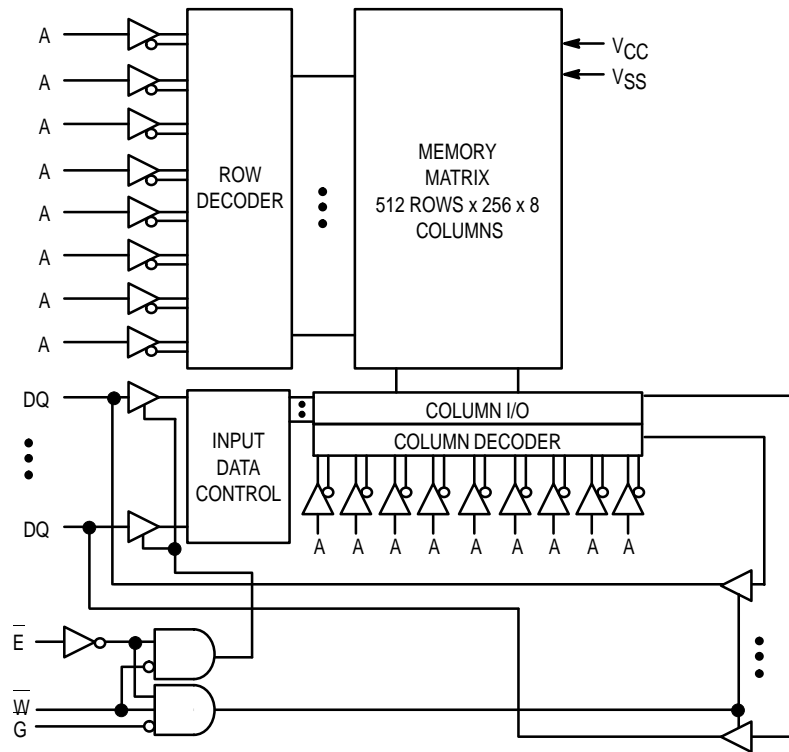 A
A
A
A
A
A
A
A
ROW
DECODER
MEMORY
MATRIX
512 ROWS x 256 x 8
COLUMNS
VCC
VSS
DQ
DQ
INPUT
DATA
CONTROL
COLUMN I/O
COLUMN DECODER
A A A A A A A A A
E
W
G